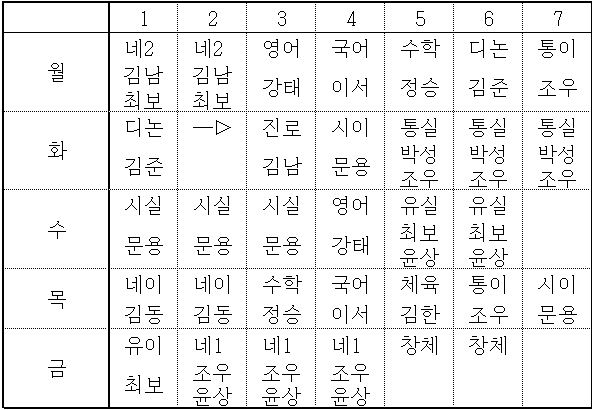 1 2 3 4 5 6 7
월 네2 네2 영어 국어 수학 디논 통이
김남 김남 강태 이서 정승 김준 조우
최보 최보
화 디논 —▷ 진로 시이 통실 통실 통실
김준 김남 문용 박성 박성 박성
조우 조우 조우
수 시실 시실 시실 영어 유실 유실
문용 문용 문용 강태 최보 최보
윤상 윤상
목 네이 네이 수학 국어 체육 통이 시이
김동 김동 정승 이서 김한 조우 문용
금 유이 네1 네1 네1 창체 창체
최보 조우 조우 조우
윤상 윤상 윤상